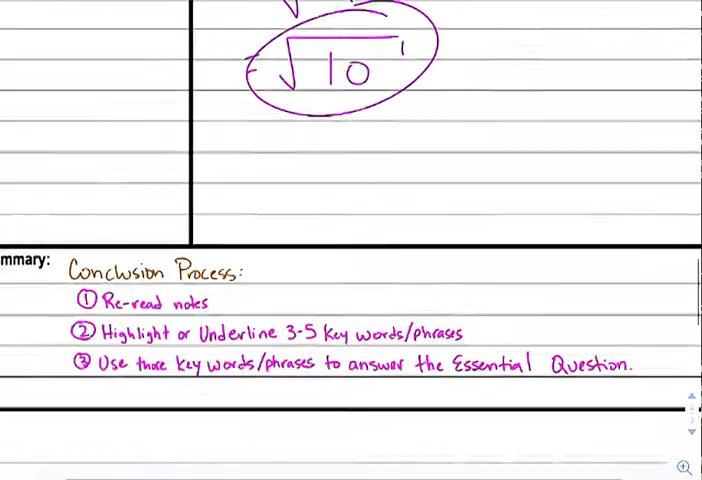 = √10
mmary: Conclusion Process:
① Re-read notes
② Highlight or Underline 3-5 Key words/phrases
③ Use those Key words/phrases to answer the Essential Question.